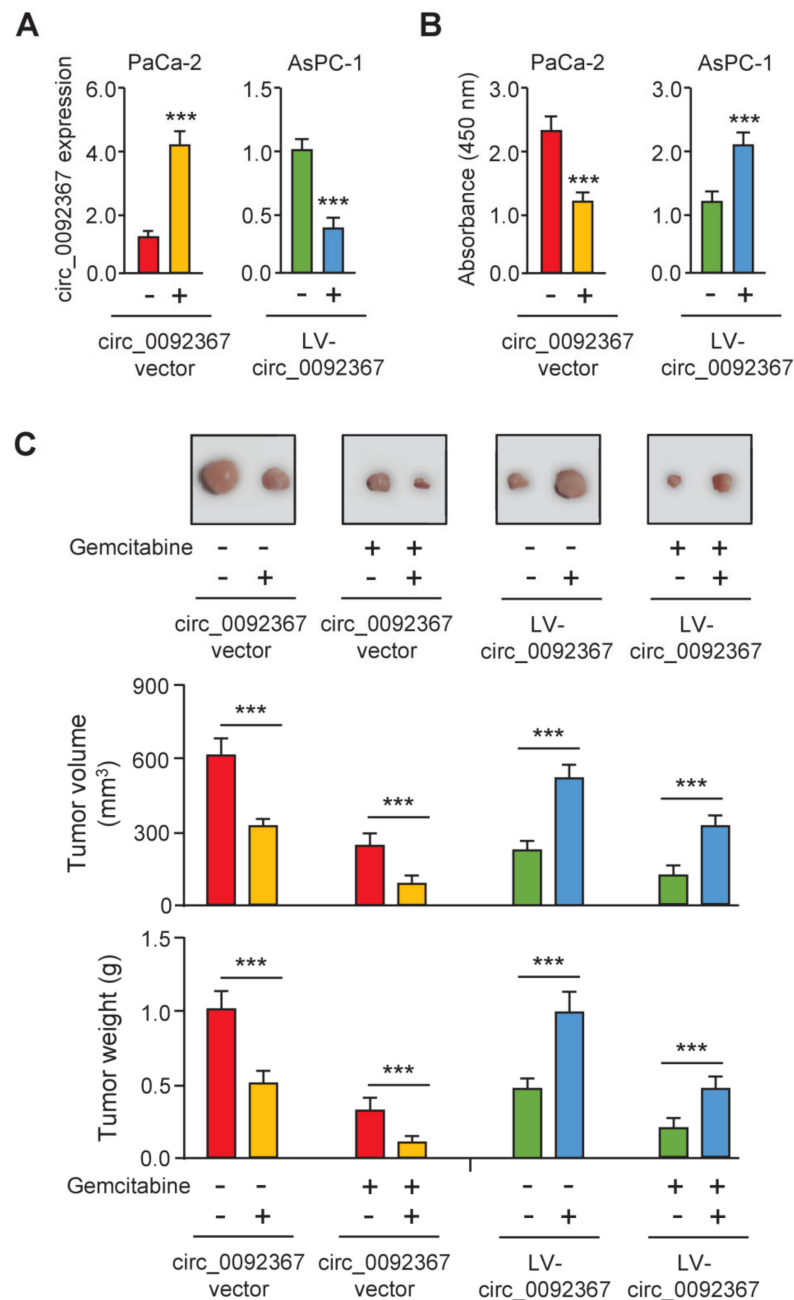 A
PaCa-2
AsPC-1
circ_0092367 expression
6.0
4.0
2.0
0.0
***
- +
circ_0092367
vector
1.5
1.0
0.5
0.0
***
- +
LV-
circ_0092367
B
PaCa-2
AsPC-1
Absorbance (450 nm)
3.0
2.0
1.0
0.0
***
- +
circ_0092367
vector
3.0
2.0
1.0
0.0
***
- +
LV-
circ_0092367
C
Gemcitabine - - + + - - + +
- + - + - + - +
circ_0092367
vector
circ_0092367
vector
LV-
circ_0092367
LV-
circ_0092367
Tumor volume
(mm³)
900
600
300
0
***
***
***
***
Tumor weight (g)
1.5
1.0
0.5
0.0
***
***
***
***
Gemcitabine - - + + - - + +
- + - + - + - +
circ_0092367
vector
circ_0092367
vector
LV-
circ_0092367
LV-
circ_0092367